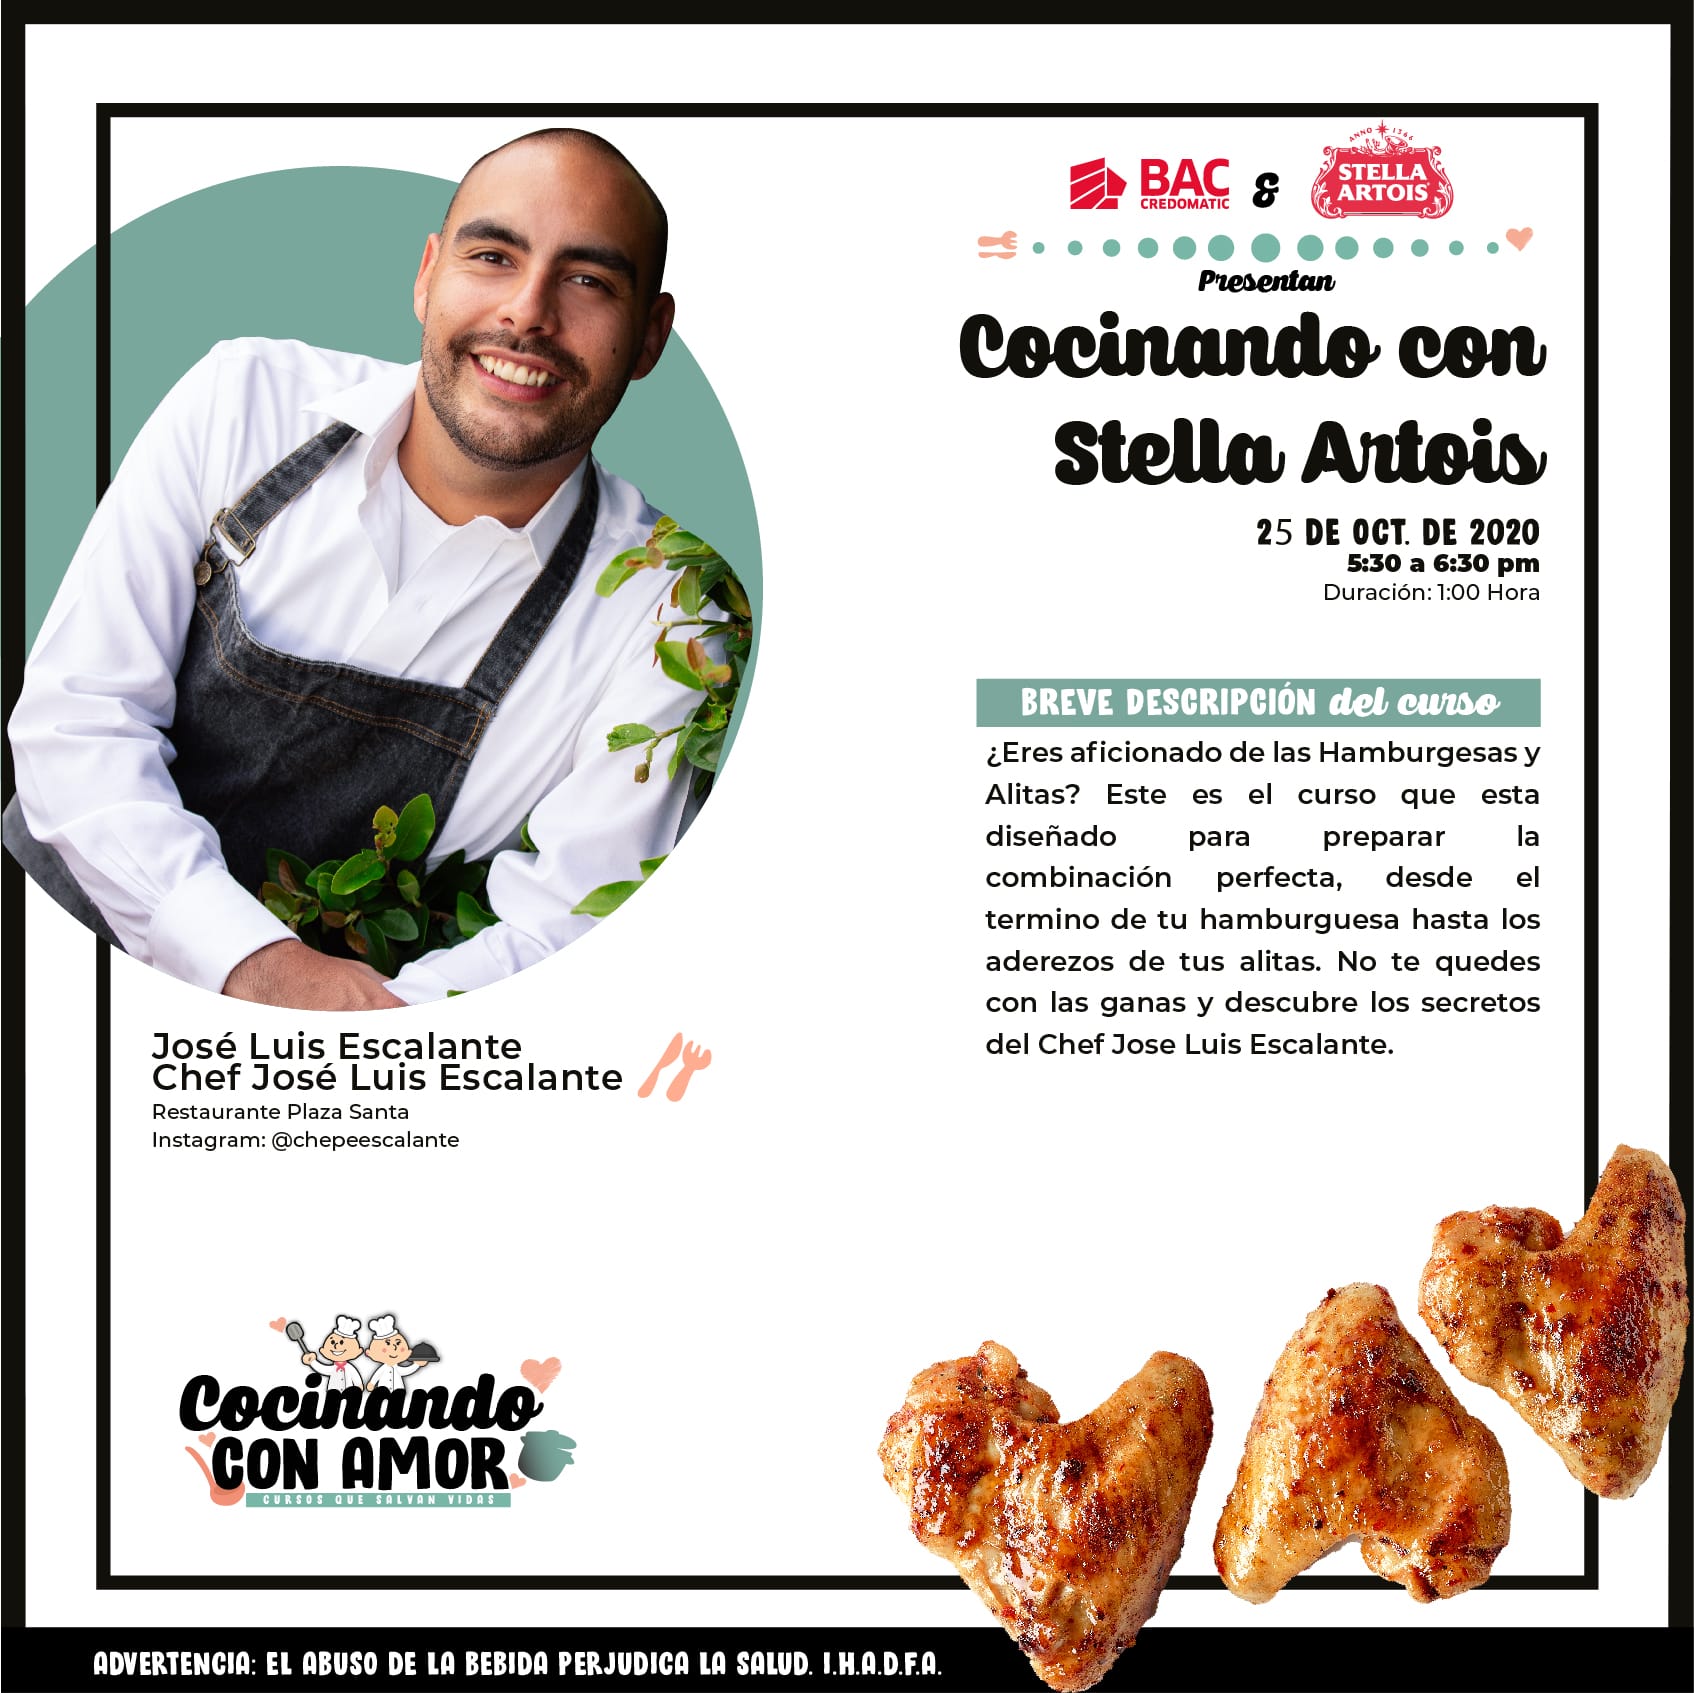 BAC
CREDOMATIC
&
ANNO 1366
STELLA
ARTOIS
Presentan
Cocinando con
Stella Artois
25 DE OCT. DE 2020
5:30 a 6:30 pm
Duración: 1:00 Hora
BREVE DESCRIPCIÓN del curso
¿Eres aficionado de las Hamburgesas y
Alitas? Este es el curso que esta
diseñado para preparar la
combinación perfecta, desde el
termino de tu hamburguesa hasta los
aderezos de tus alitas. No te quedes
con las ganas y descubre los secretos
del Chef Jose Luis Escalante.
José Luis Escalante
Chef José Luis Escalante
Restaurante Plaza Santa
Instagram: @chepeescalante
Cocinando
CON AMOR
CURSOS QUE SALVAN VIDAS
ADVERTENCIA: EL ABUSO DE LA BEBIDA PERJUDICA LA SALUD. I.H.A.D.F.A.